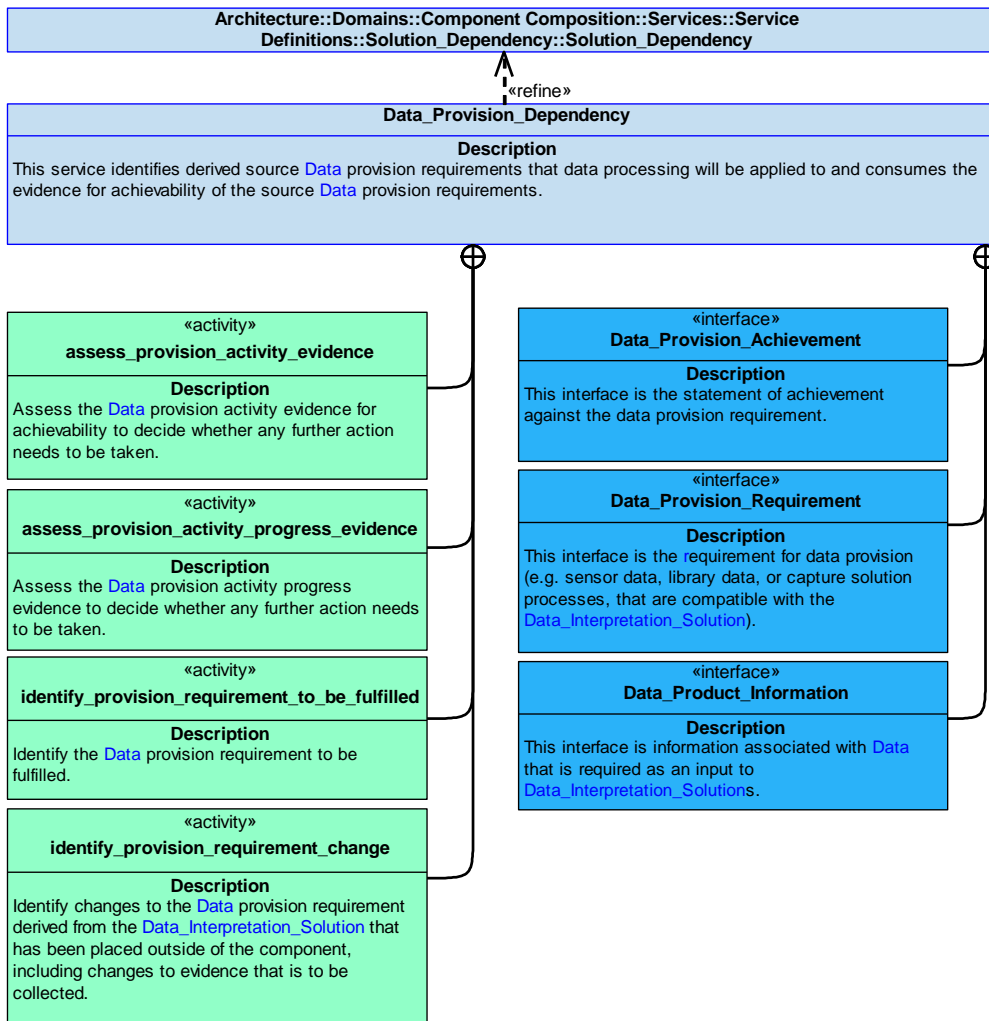 Architecture::Domains::Component Composition::Services::Service
Definitions::Solution_Dependency::Solution_Dependency
«refine»
Data_Provision_Dependency
Description
This service identifies derived source Data provision requirements that data processing will be applied to and consumes the
evidence for achievability of the source Data provision requirements.
«activity»
assess_provision_activity_evidence
Description
Assess the Data provision activity evidence for
achievability to decide whether any further action
needs to be taken.
«activity»
assess_provision_activity_progress_evidence
Description
Assess the Data provision activity progress
evidence to decide whether any further action needs
to be taken.
«activity»
identify_provision_requirement_to_be_fulfilled
Description
Identify the Data provision requirement to be
fulfilled.
«activity»
identify_provision_requirement_change
Description
Identify changes to the Data provision requirement
derived from the Data_Interpretation_Solution that
has been placed outside of the component,
including changes to evidence that is to be
collected.
«interface»
Data_Provision_Achievement
Description
This interface is the statement of achievement
against the data provision requirement.
«interface»
Data_Provision_Requirement
Description
This interface is the requirement for data provision
(e.g. sensor data, library data, or capture solution
processes, that are compatible with the
Data_Interpretation_Solution).
«interface»
Data_Product_Information
Description
This interface is information associated with Data
that is required as an input to
Data_Interpretation_Solutions.